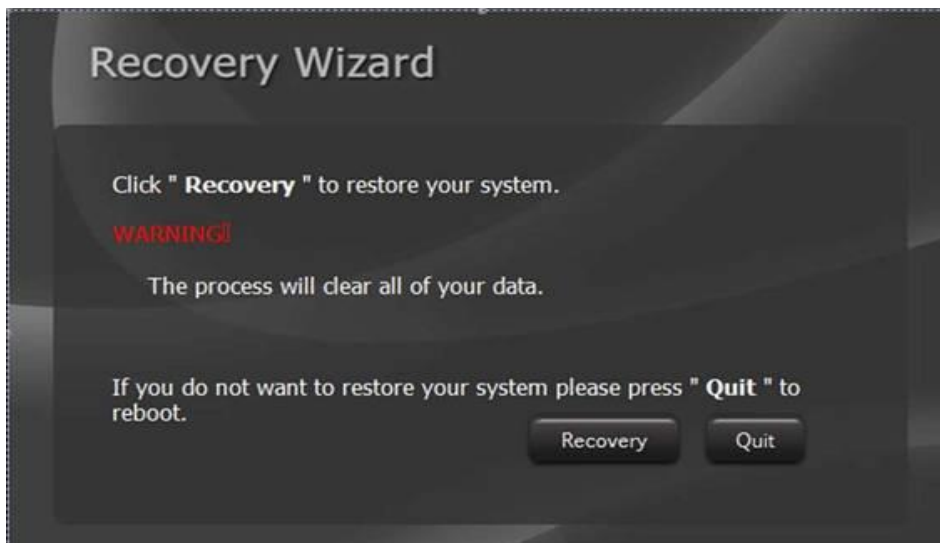 Recovery Wizard
Click " Recovery " to restore your system.
WARNING
The process will clear all of your data.
If you do not want to restore your system please press " Quit " to
reboot.
Recovery
Quit